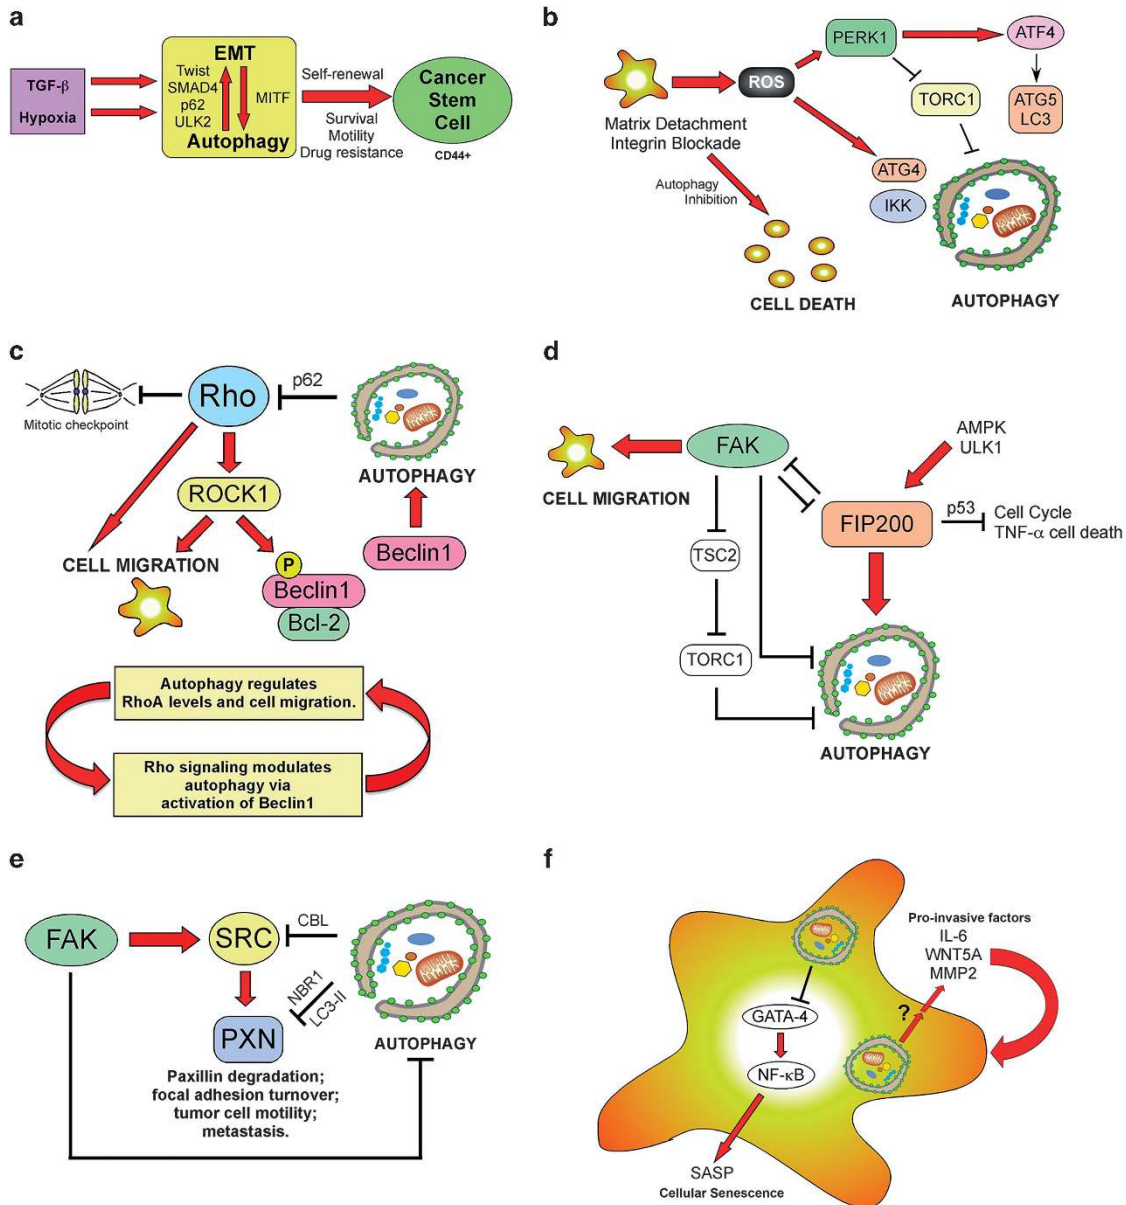 a
TGF-β
Hypoxia
EMT
Twist
SMAD4
p62
ULK2
MITF
Autophagy
Self-renewal
Survival
Motility
Drug resistance
Cancer
Stem
Cell
CD44+
b
PERK1
ATF4
ROS
TORC1
ATG5
LC3
Matrix Detachment
Integrin Blockade
ATG4
IKK
Autophagy
Inhibition
CELL DEATH
AUTOPHAGY
c
Mitotic checkpoint
Rho
p62
AUTOPHAGY
ROCK1
Beclin1
CELL MIGRATION
P
Beclin1
Bcl-2
Autophagy regulates
RhoA levels and cell migration.
Rho signaling modulates
autophagy via
activation of Beclin1
d
FAK
AMPK
ULK1
CELL MIGRATION
FIP200
p53
Cell Cycle
TNF-α cell death
TSC2
TORC1
AUTOPHAGY
e
FAK
SRC
CBL
NBR1
LC3-II
PXN
AUTOPHAGY
Paxillin degradation;
focal adhesion turnover;
tumor cell motility;
metastasis.
f
Pro-invasive factors
IL-6
WNT5A
MMP2
GATA-4
?
NF-κB
SASP
Cellular Senescence